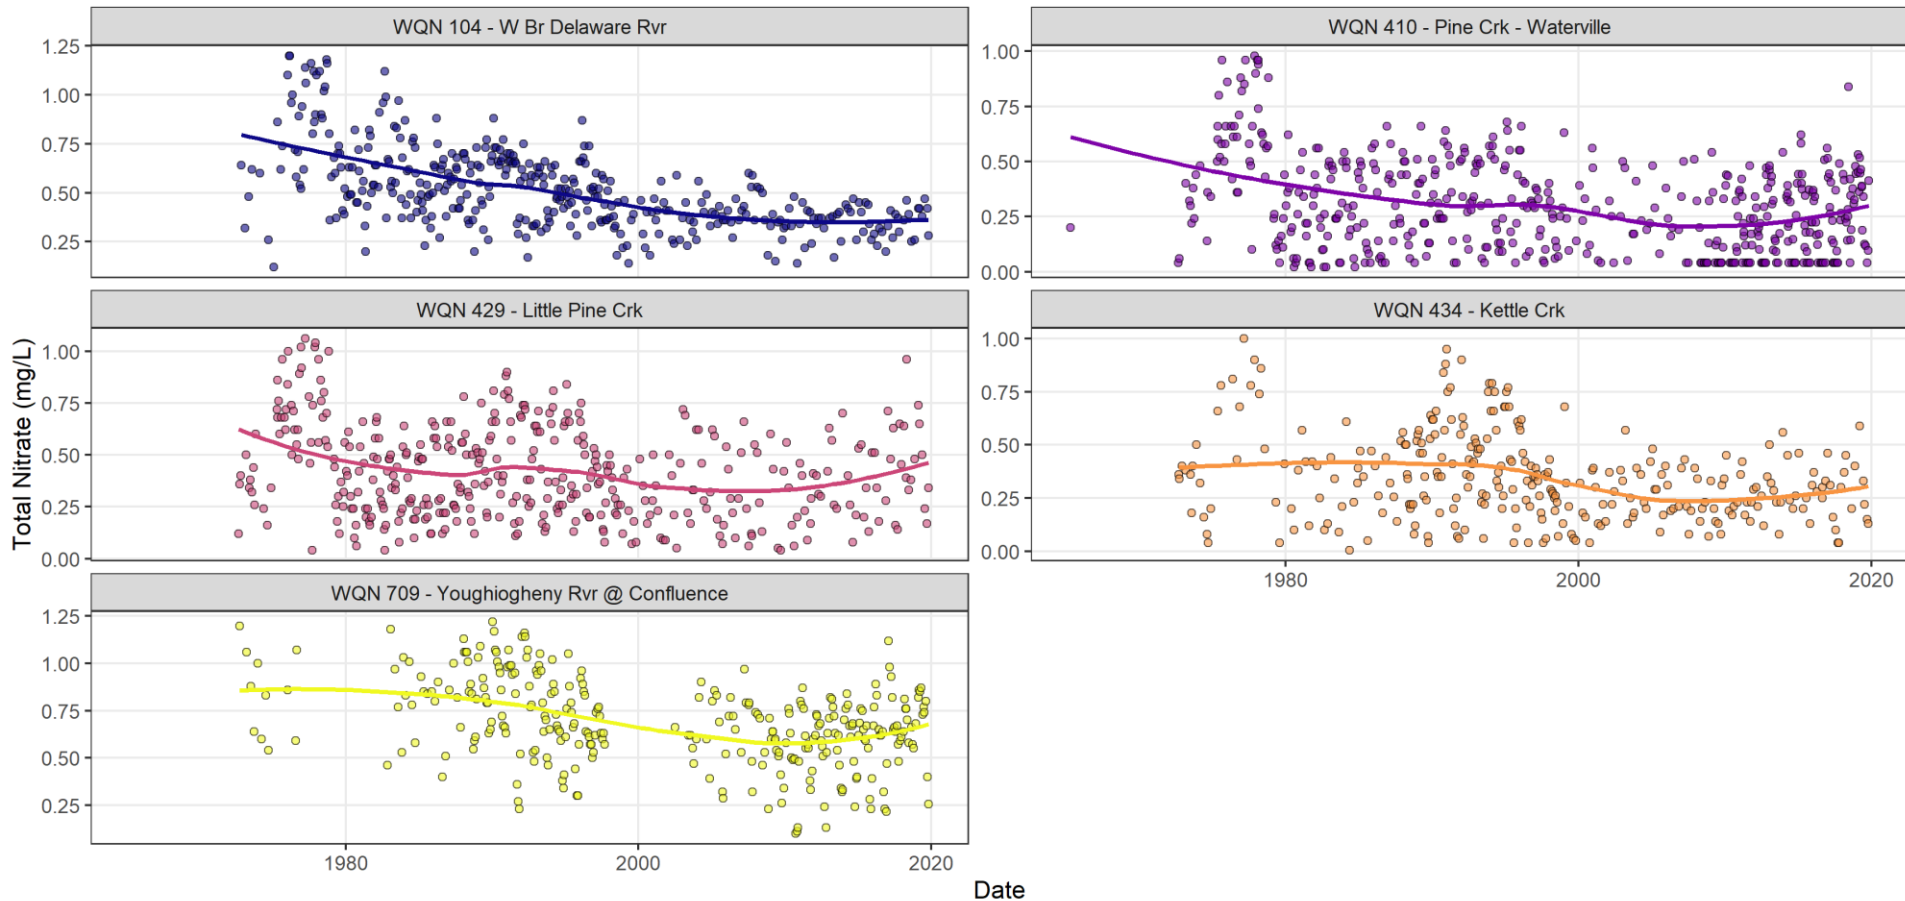 WQN 104 - W Br Delaware Rvr
1.25
1.00
0.75
0.50
0.25
WQN 410 - Pine Crk - Waterville
1.00
0.75
0.50
0.25
0.00
WQN 429 - Little Pine Crk
1.00
0.75
0.50
0.25
0.00
WQN 434 - Kettle Crk
1.00
0.75
0.50
0.25
0.00
1980 2000 2020
WQN 709 - Youghiogheny Rvr @ Confluence
1.25
1.00
0.75
0.50
0.25
1980 2000 2020
Total Nitrate (mg/L)
Date